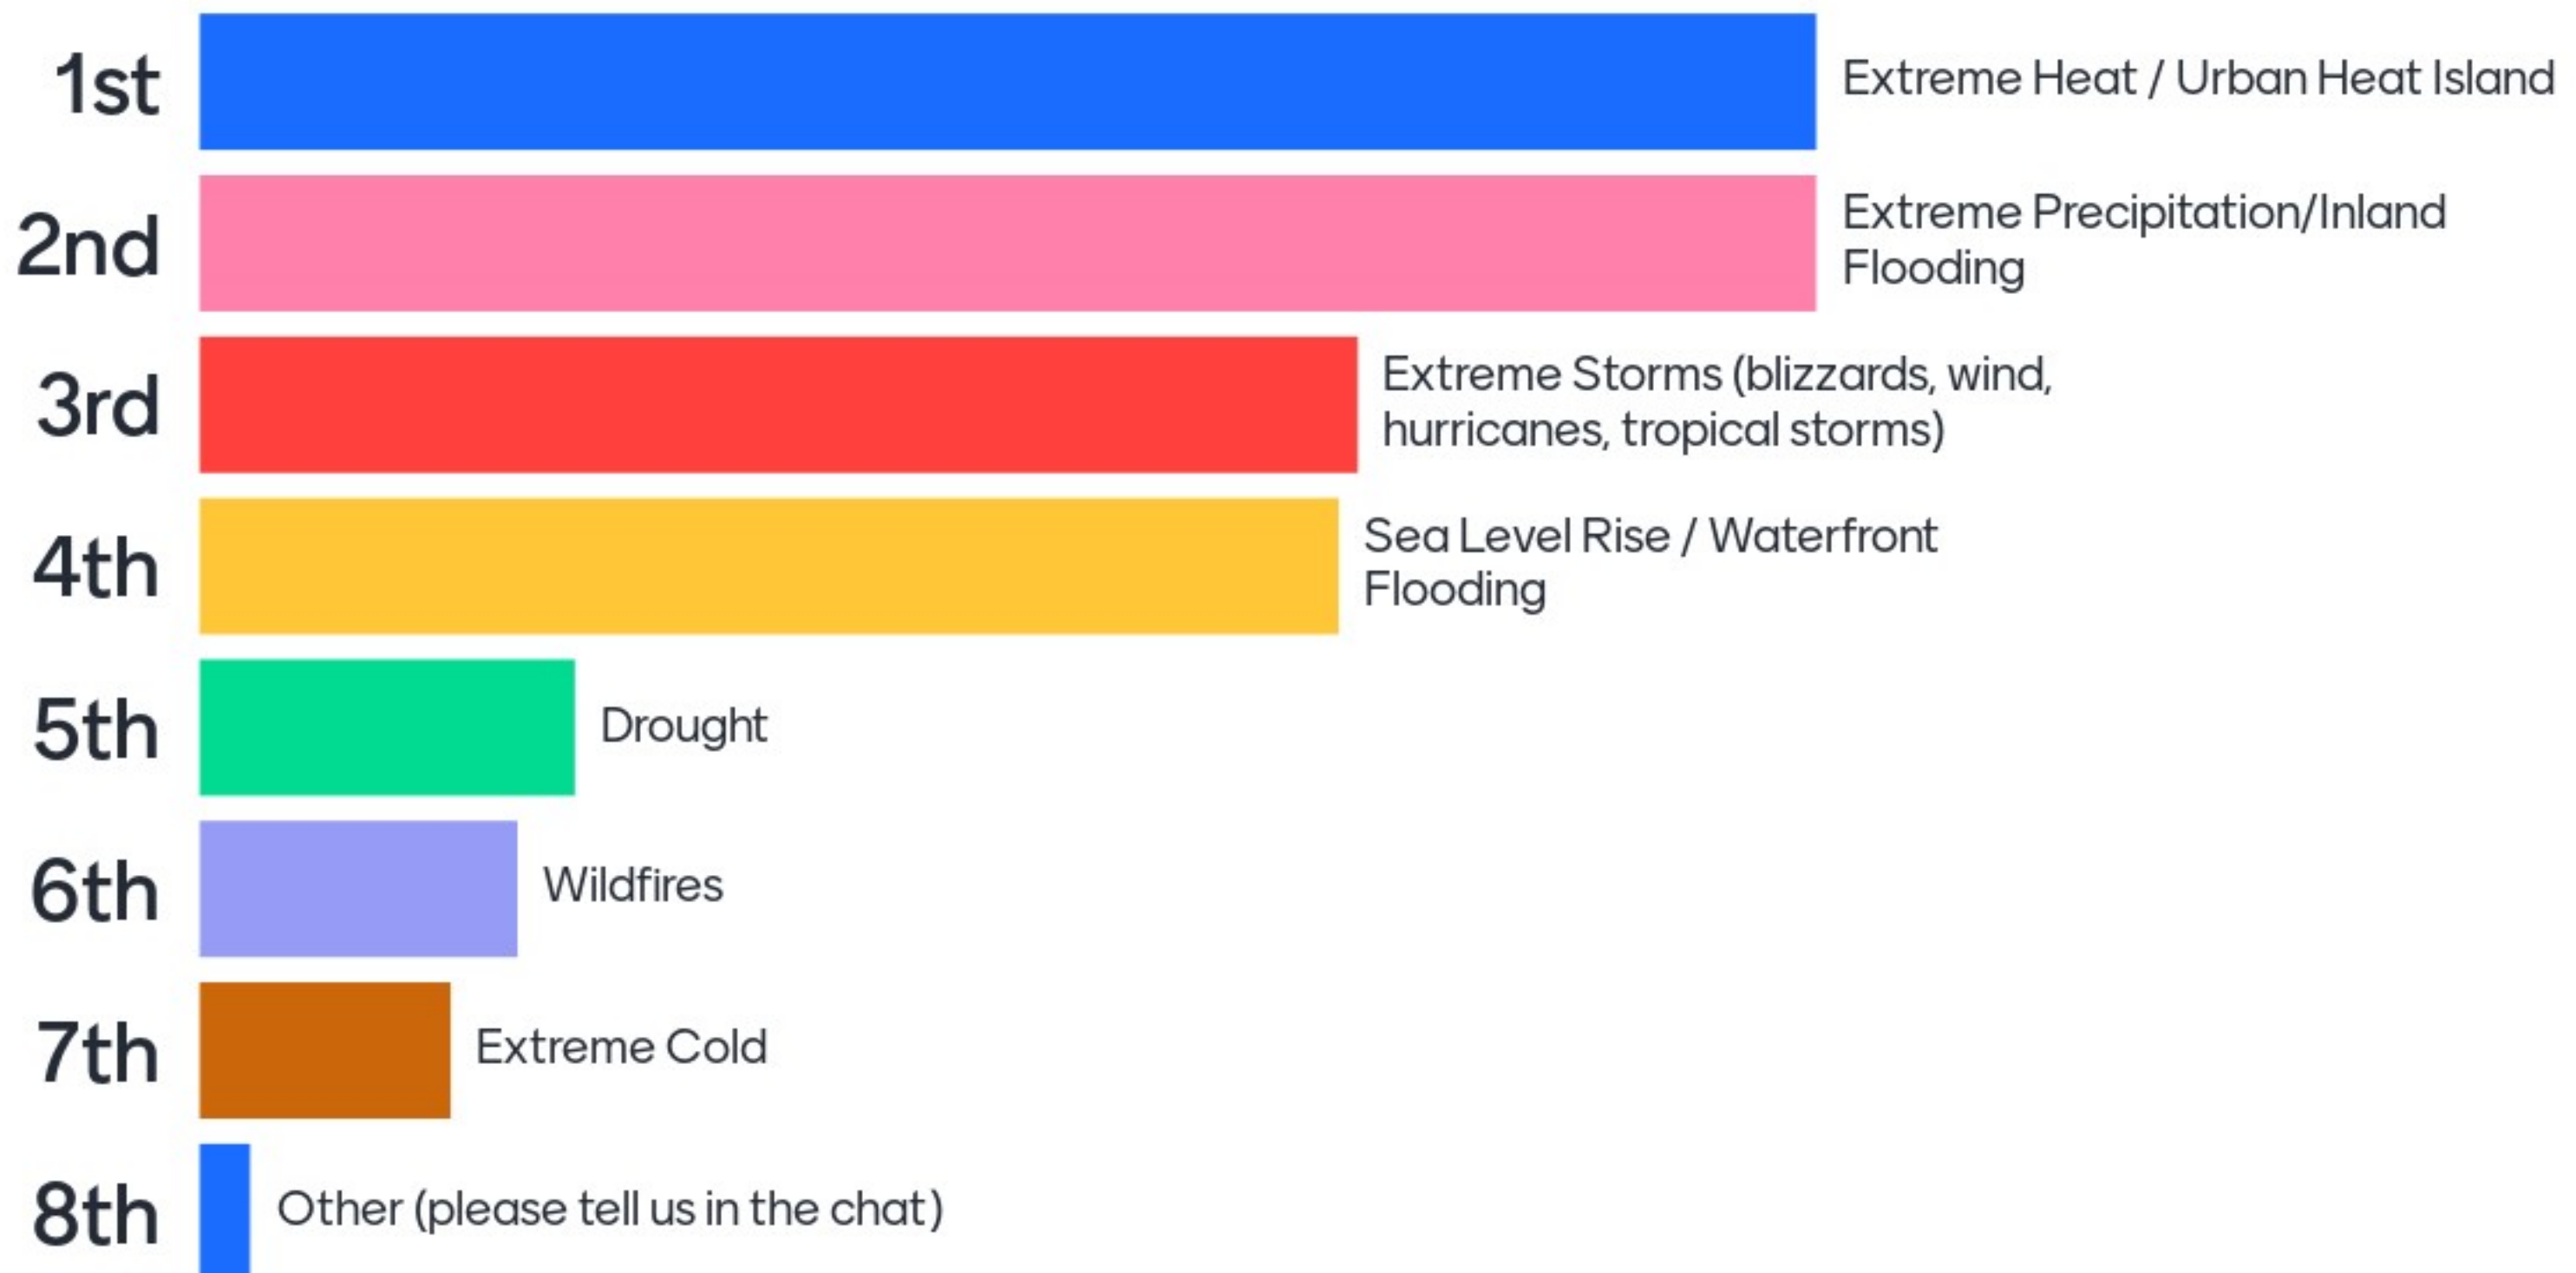 1st
Extreme Heat / Urban Heat Island
2nd
Extreme Precipitation/Inland
Flooding
3rd
Extreme Storms (blizzards, wind,
hurricanes, tropical storms)
4th
Sea Level Rise / Waterfront
Flooding
5th
Drought
6th
Wildfires
7th
Extreme Cold
8th
Other (please tell us in the chat)